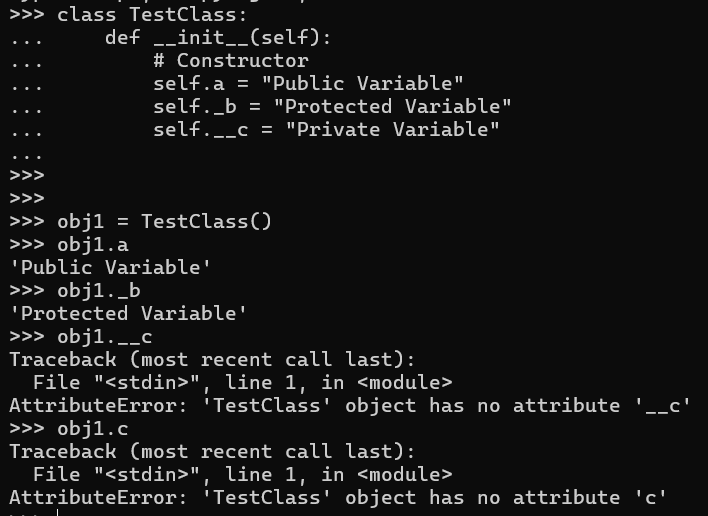 >>> class TestClass:
...     def __init__(self):
...         # Constructor
...         self.a = "Public Variable"
...         self._b = "Protected Variable"
...         self.__c = "Private Variable"
...
>>>
>>>
>>> obj1 = TestClass()
>>> obj1.a
'Public Variable'
>>> obj1._b
'Protected Variable'
>>> obj1.__c
Traceback (most recent call last):
  File "<stdin>", line 1, in <module>
AttributeError: 'TestClass' object has no attribute '__c'
>>> obj1.c
Traceback (most recent call last):
  File "<stdin>", line 1, in <module>
AttributeError: 'TestClass' object has no attribute 'c'